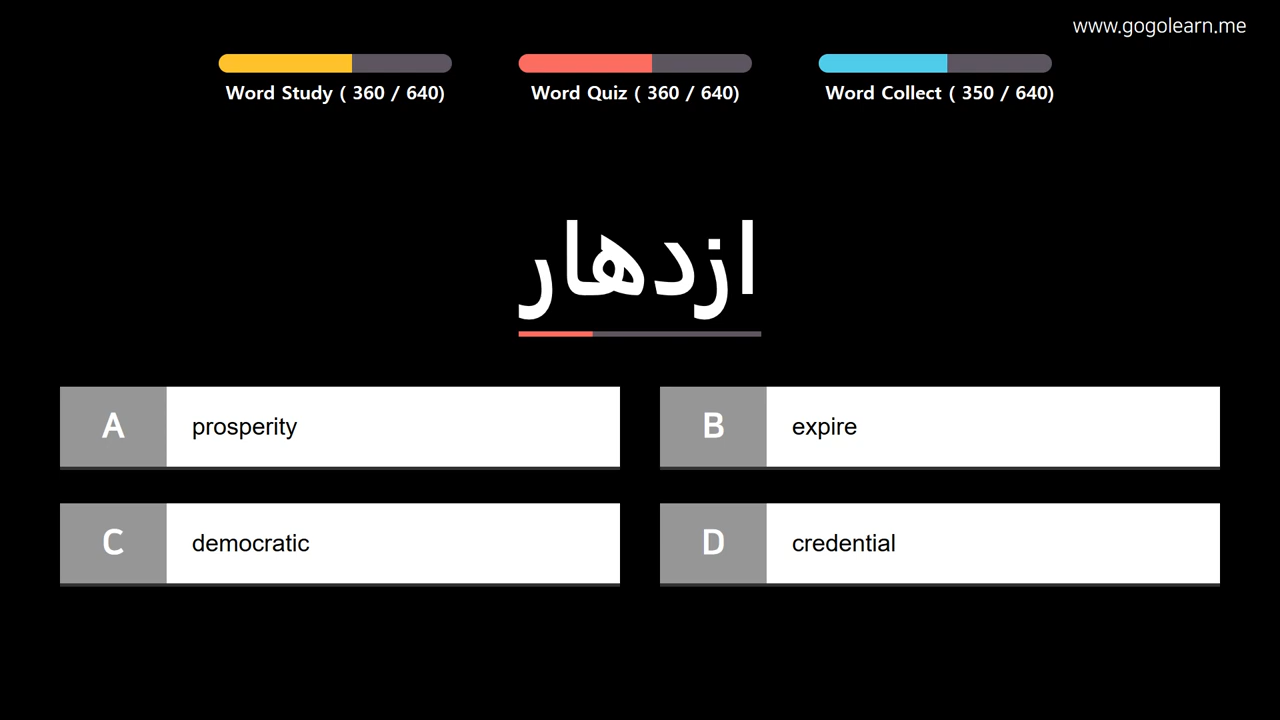 www.gogolearn.me
Word Study ( 360 / 640)
Word Quiz ( 360 / 640)
Word Collect ( 350 / 640)
ازدهار
A prosperity
B expire
C democratic
D credential